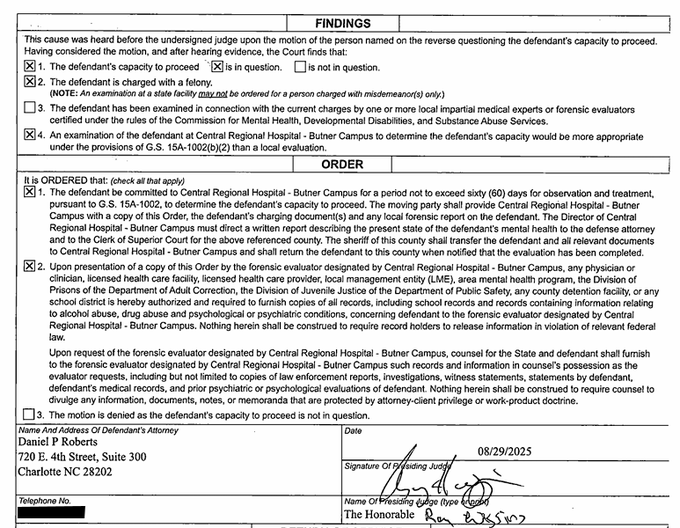 FINDINGS
This cause was heard before the undersigned judge upon the motion of the person named on the reverse questioning the defendant's capacity to proceed.
Having considered the motion, and after hearing evidence, the Court finds that:
1. The defendant's capacity to proceed is in question. is not in question.
2. The defendant is charged with a felony.
(NOTE: An examination at a state facility may not be ordered for a person charged with misdemeanor(s) only.)
3. The defendant has been examined in connection with the current charges by one or more local impartial medical experts or forensic evaluators
certified under the rules of the Commission for Mental Health, Developmental Disabilities, and Substance Abuse Services.
4. An examination of the defendant at Central Regional Hospital - Butner Campus to determine the defendant's capacity would be more appropriate
under the provisions of G.S. 15A-1002(b)(2) than a local evaluation.
ORDER
It is ORDERED that: (check all that apply)
1. The defendant be committed to Central Regional Hospital - Butner Campus for a period not to exceed sixty (60) days for observation and treatment,
pursuant to G.S. 15A-1002, to determine the defendant's capacity to proceed. The moving party shall provide Central Regional Hospital - Butner
Campus with a copy of this Order, the defendant's charging document(s) and any local forensic report on the defendant. The Director of Central
Regional Hospital - Butner Campus must direct a written report describing the present state of the defendant's mental health to the defense attorney
and to the Clerk of Superior Court for the above referenced county. The sheriff of this county shall transfer the defendant and all relevant documents
to Central Regional Hospital - Butner Campus and shall return the defendant to this county when notified that the evaluation has been completed.
2. Upon presentation of a copy of this Order by the forensic evaluator designated by Central Regional Hospital - Butner Campus, any physician or
clinician, licensed health care facility, licensed health care provider, local management entity (LME), area mental health program, the Division of
Prisons of the Department of Adult Correction, the Division of Juvenile Justice of the Department of Public Safety, any county detention facility, or any
school district is hereby authorized and required to furnish copies of all records, including school records and records containing information relating
to alcohol abuse, drug abuse and psychological or psychiatric conditions, concerning defendant to the forensic evaluator designated by Central
Regional Hospital - Butner Campus. Nothing herein shall be construed to require record holders to release information in violation of relevant federal
law.
Upon request of the forensic evaluator designated by Central Regional Hospital - Butner Campus, counsel for the State and defendant shall furnish
to the forensic evaluator designated by Central Regional Hospital - Butner Campus such records and information in counsel's possession as the
evaluator requests, including but not limited to copies of law enforcement reports, investigations, witness statements, statements by defendant,
defendant's medical records, and prior psychiatric or psychological evaluations of defendant. Nothing herein shall be construed to require counsel to
divulge any information, documents, notes, or memoranda that are protected by attorney-client privilege or work-product doctrine.
3. The motion is denied as the defendant's capacity to proceed is not in question.
Name And Address Of Defendant's Attorney
Daniel P Roberts
720 E. 4th Street, Suite 300
Charlotte NC 28202
Telephone No.
Date
08/29/2025
Signature Of Presiding Judge
Name Of Presiding Judge (type or print)
The Honorable Roy